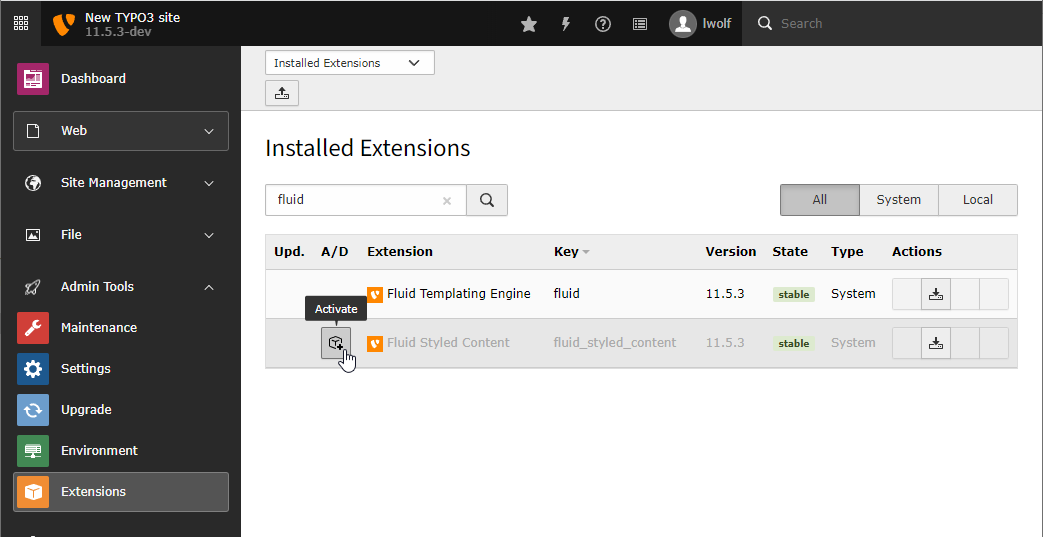 New TYPO3 site
11.5.3-dev
lwolf
Search
Dashboard
Web
Site Management
File
Admin Tools
Maintenance
Settings
Upgrade
Environment
Extensions
Installed Extensions
Installed Extensions
fluid
All System Local
Upd. A/D Extension Key Version State Type Actions
Fluid Templating Engine fluid 11.5.3 stable System
Activate
Fluid Styled Content fluid_styled_content 11.5.3 stable System